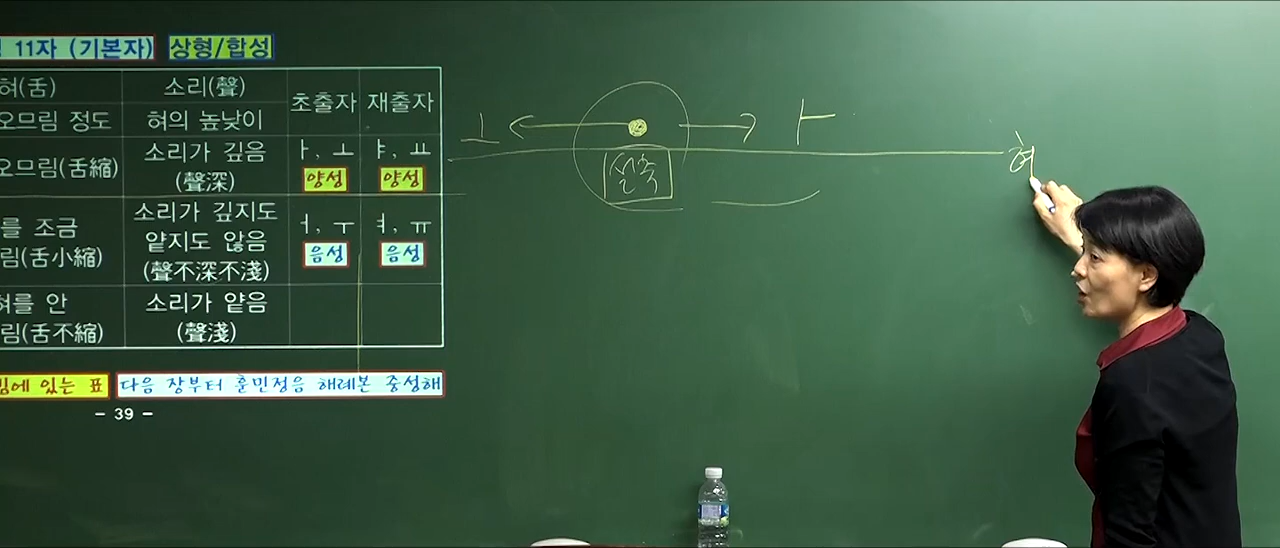 11자 (기본자) 상형/합성
혀(舌) 소리(聲) 초출자 재출자
오므림 정도 혀의 높낮이
오므림(舌縮) 소리가 깊음 (聲深) ㅏ, ㅗ ㅑ, ㅛ
양성 양성
를 조금 소리가 깊지도 ㅓ, ㅜ ㅕ, ㅠ
림(舌小縮) 얕지도 않음 음성 음성
(聲不深不淺)
혀를 안 소리가 얕음
림(舌不縮) (聲淺)
에 있는 표 다음 장부터 훈민정음 해례본 중성해
- 39 -
ㅗ ㅏ
설축
혀